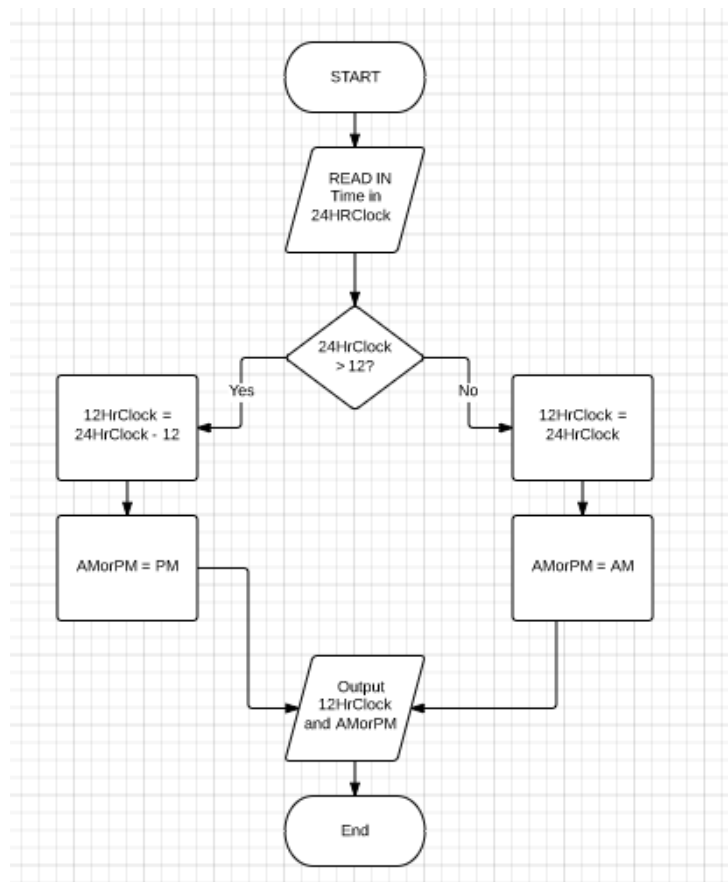 START
READ IN
Time in
24HRClock
24HrClock
> 12?
Yes
No
12HrClock =
24HrClock - 12
12HrClock =
24HrClock
AMorPM = PM
AMorPM = AM
Output
12HrClock
and AMorPM
End